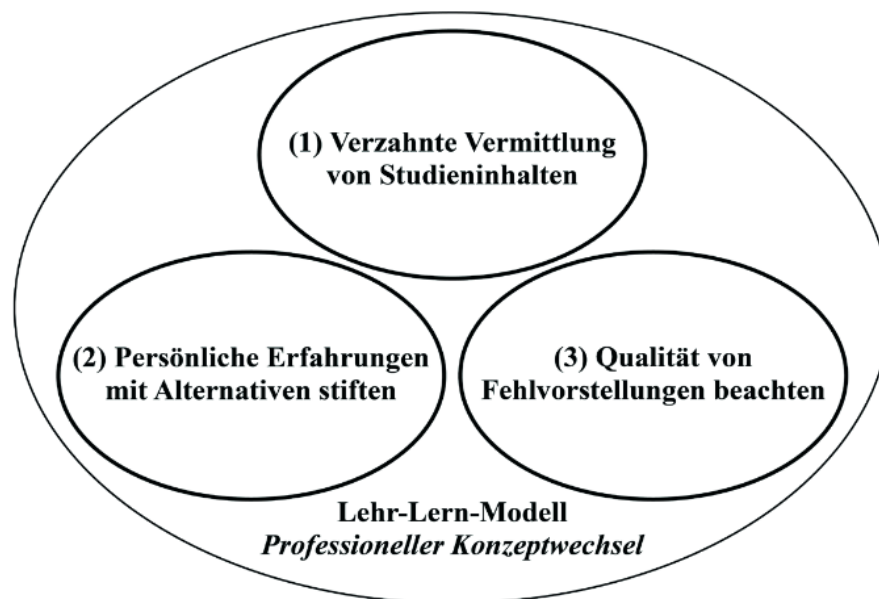 (1) Verzahnte Vermittlung
von Studieninhalten
(2) Persönliche Erfahrungen
mit Alternativen stiften
(3) Qualität von
Fehlvorstellungen beachten
Lehr-Lern-Modell
Professioneller Konzeptwechsel